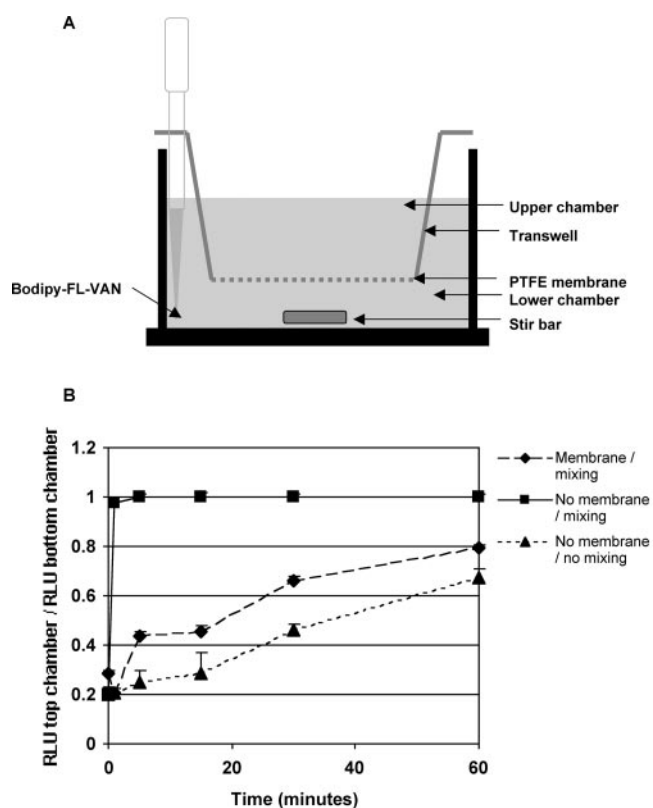 A
Upper chamber
Transwell
PTFE membrane
Bodipy-FL-VAN
Lower chamber
Stir bar
B
RLU top chamber / RLU bottom chamber
1.2
1
0.8
0.6
0.4
0.2
0
0
20
40
60
Time (minutes)
Membrane /
mixing
No membrane
/ mixing
No membrane
/ no mixing